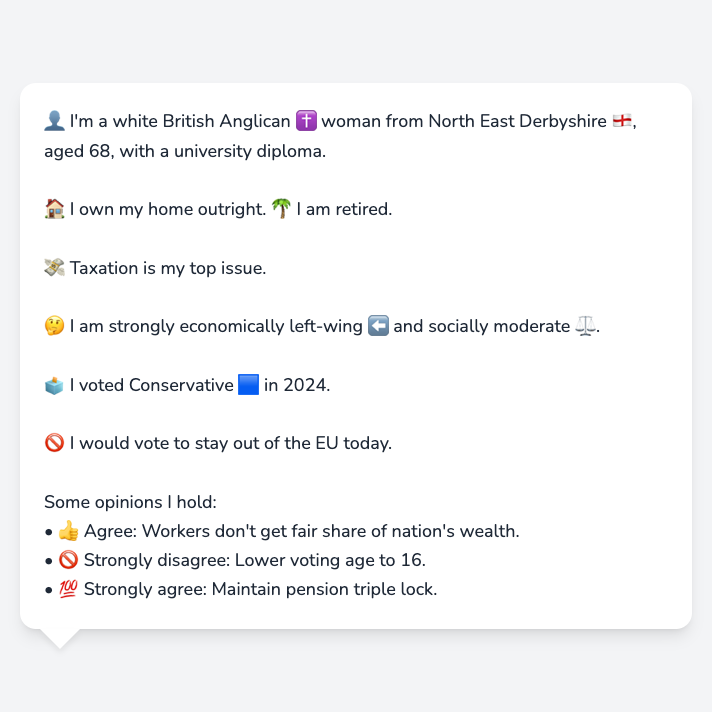 👤 I'm a white British Anglican ✝️ woman from North East Derbyshire 🏴󠁧󠁢󠁥󠁮󠁧󠁿,
aged 68, with a university diploma.
🏠 I own my home outright. 🌴 I am retired.
💸 Taxation is my top issue.
🤔 I am strongly economically left-wing ⬅️ and socially moderate ⚖️.
🗳️ I voted Conservative 🟦 in 2024.
🚫 I would vote to stay out of the EU today.
Some opinions I hold:
• 👍 Agree: Workers don't get fair share of nation's wealth.
• 🚫 Strongly disagree: Lower voting age to 16.
• 💯 Strongly agree: Maintain pension triple lock.